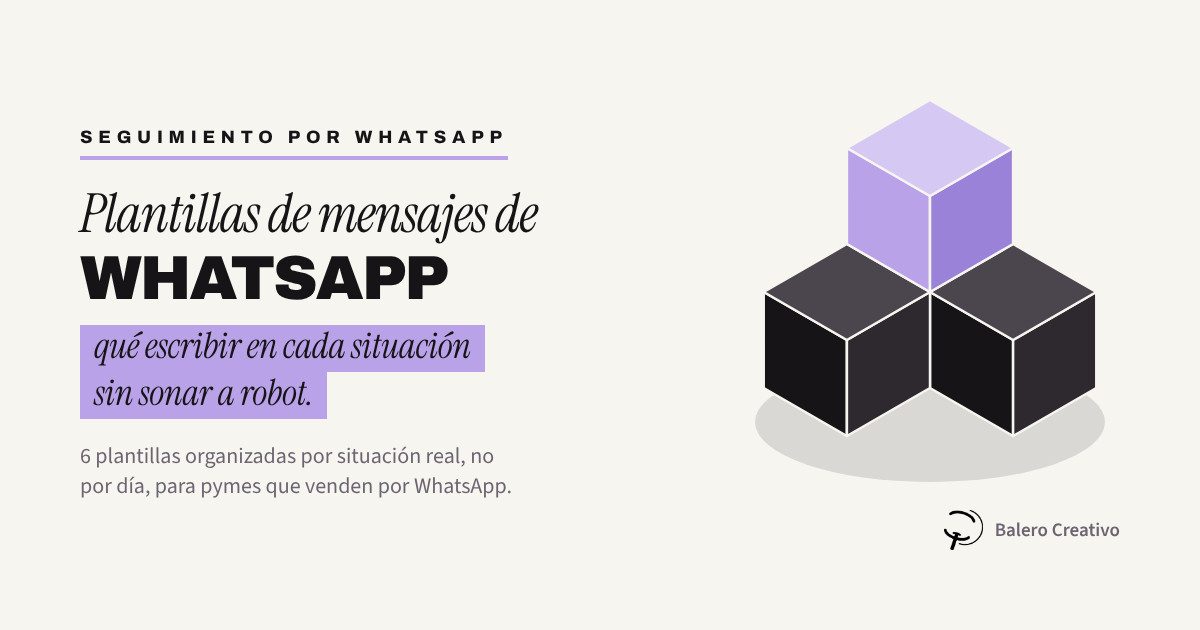 SEGUIMIENTO POR WHATSAPP
Plantillas de mensajes de
WHATSAPP
qué escribir en cada situación
sin sonar a robot.
6 plantillas organizadas por situación real, no
por día, para pymes que venden por WhatsApp.
Balero Creativo